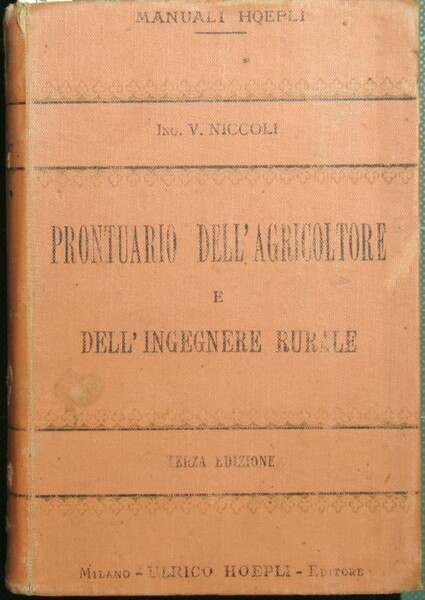 MANUALI HOEPLI
ING. V. NICCOLI
PRONTUARIO DELL'AGRICOLTORE
E
DELL'INGEGNERE RURALE
TERZA EDIZIONE
MILANO - ULRICO HOEPLI - EDITORE